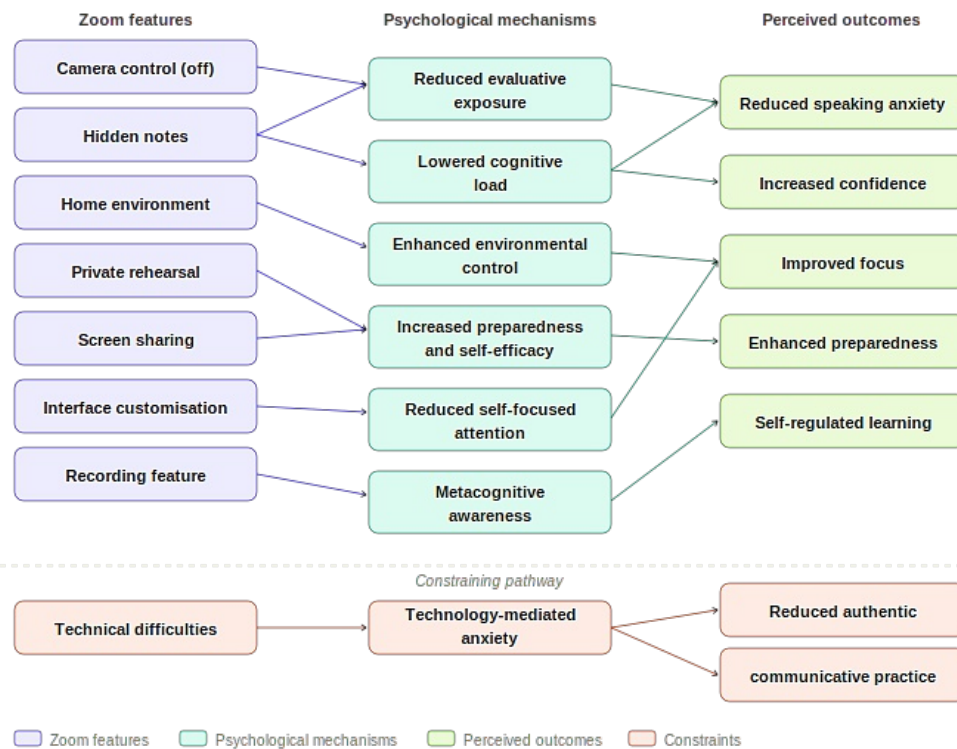 Zoom features
Psychological mechanisms
Perceived outcomes
Camera control (off)
Hidden notes
Home environment
Private rehearsal
Screen sharing
Interface customisation
Recording feature
Reduced evaluative
exposure
Lowered cognitive
load
Enhanced environmental
control
Increased preparedness
and self-efficacy
Reduced self-focused
attention
Metacognitive
awareness
Reduced speaking anxiety
Increased confidence
Improved focus
Enhanced preparedness
Self-regulated learning
Constraining pathway
Technical difficulties
Technology-mediated
anxiety
Reduced authentic
communicative practice
Zoom features
Psychological mechanisms
Perceived outcomes
Constraints